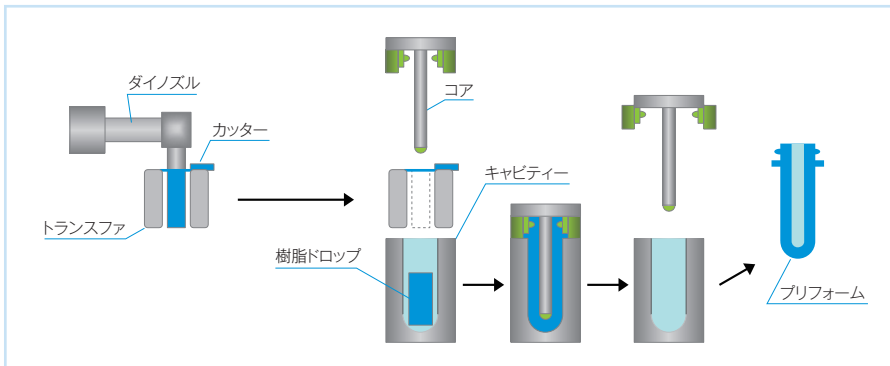 ダイノズル
カッター
トランスファ
コア
キャビティー
樹脂ドロップ
プリフォーム